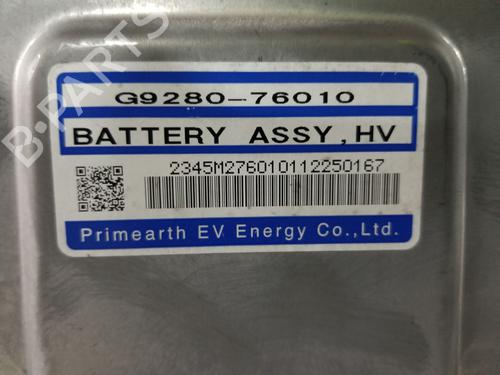 B-PARTS
G9280-76010
BATTERY ASSY,HV
2345M276010112250167
Primearth EV Energy Co.,Ltd.